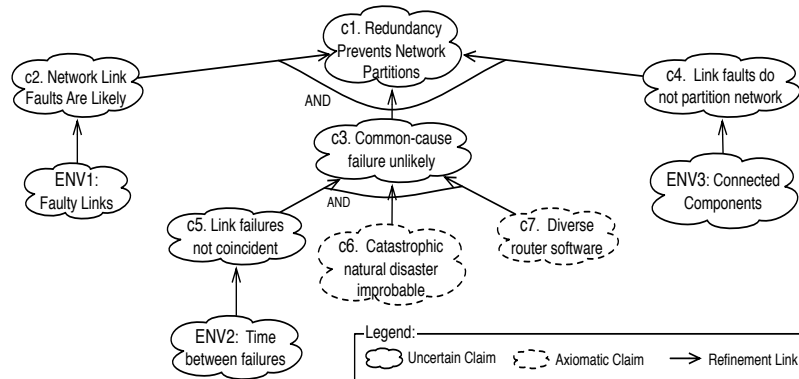 c1. Redundancy
Prevents Network
Partitions
c2. Network Link
Faults Are Likely
c4. Link faults do
not partition network
AND
c3. Common-cause
failure unlikely
ENV1:
Faulty Links
ENV3: Connected
Components
AND
c5. Link failures
not coincident
c6. Catastrophic
natural disaster
improbable
c7. Diverse
router software
ENV2: Time
between failures
Legend:
Uncertain Claim
Axiomatic Claim
Refinement Link